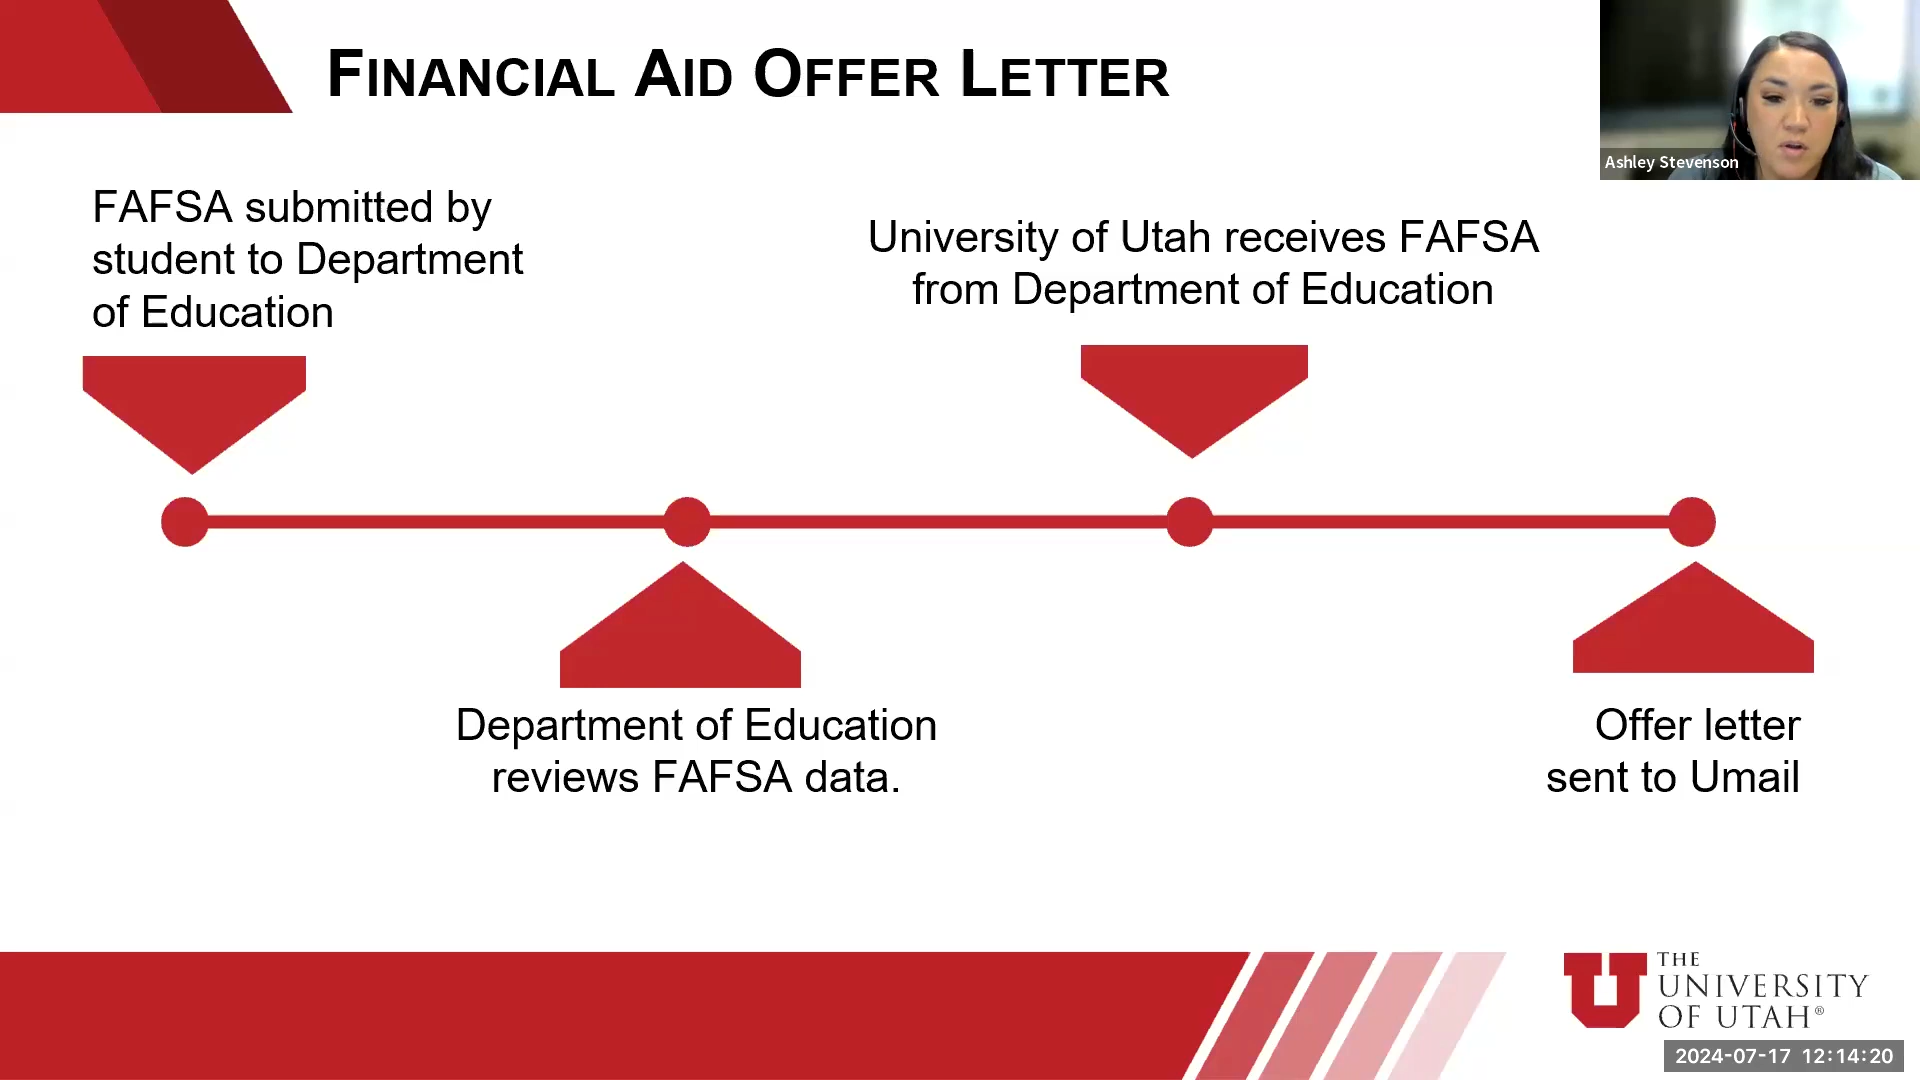 FINANCIAL AID OFFER LETTER
Ashley Stevenson
FAFSA submitted by
student to Department
of Education
University of Utah receives FAFSA
from Department of Education
Department of Education
reviews FAFSA data.
Offer letter
sent to Umail
THE
UNIVERSITY
OF UTAH®
2024-07-17 12:14:20